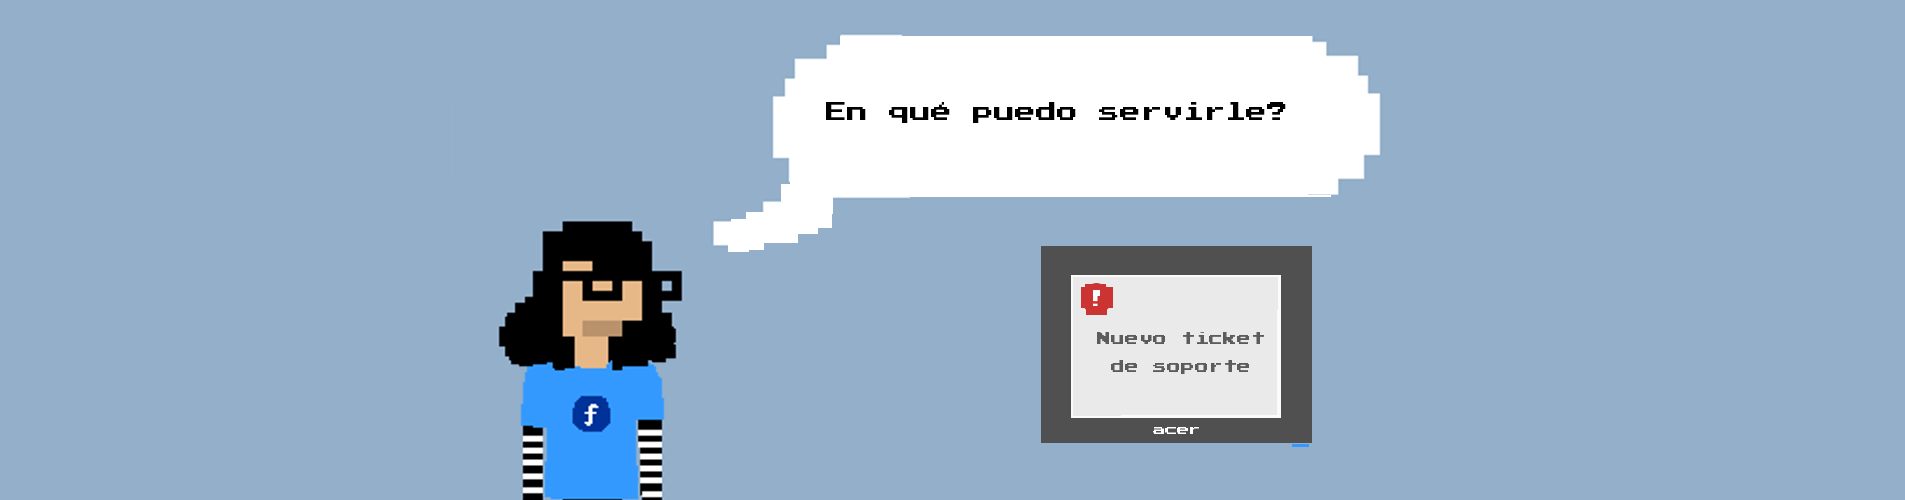 En qué puedo servirle?
!
Nuevo ticket
de soporte
acer
f